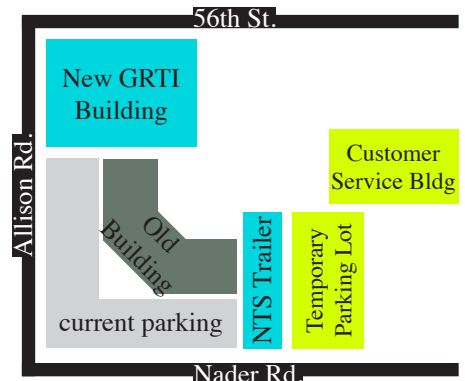 56th St.
New GRTI
Building
Allison Rd.
Customer
Service Bldg
Old
Building
NTS Trailer
Temporary
Parking Lot
current parking
Nader Rd.